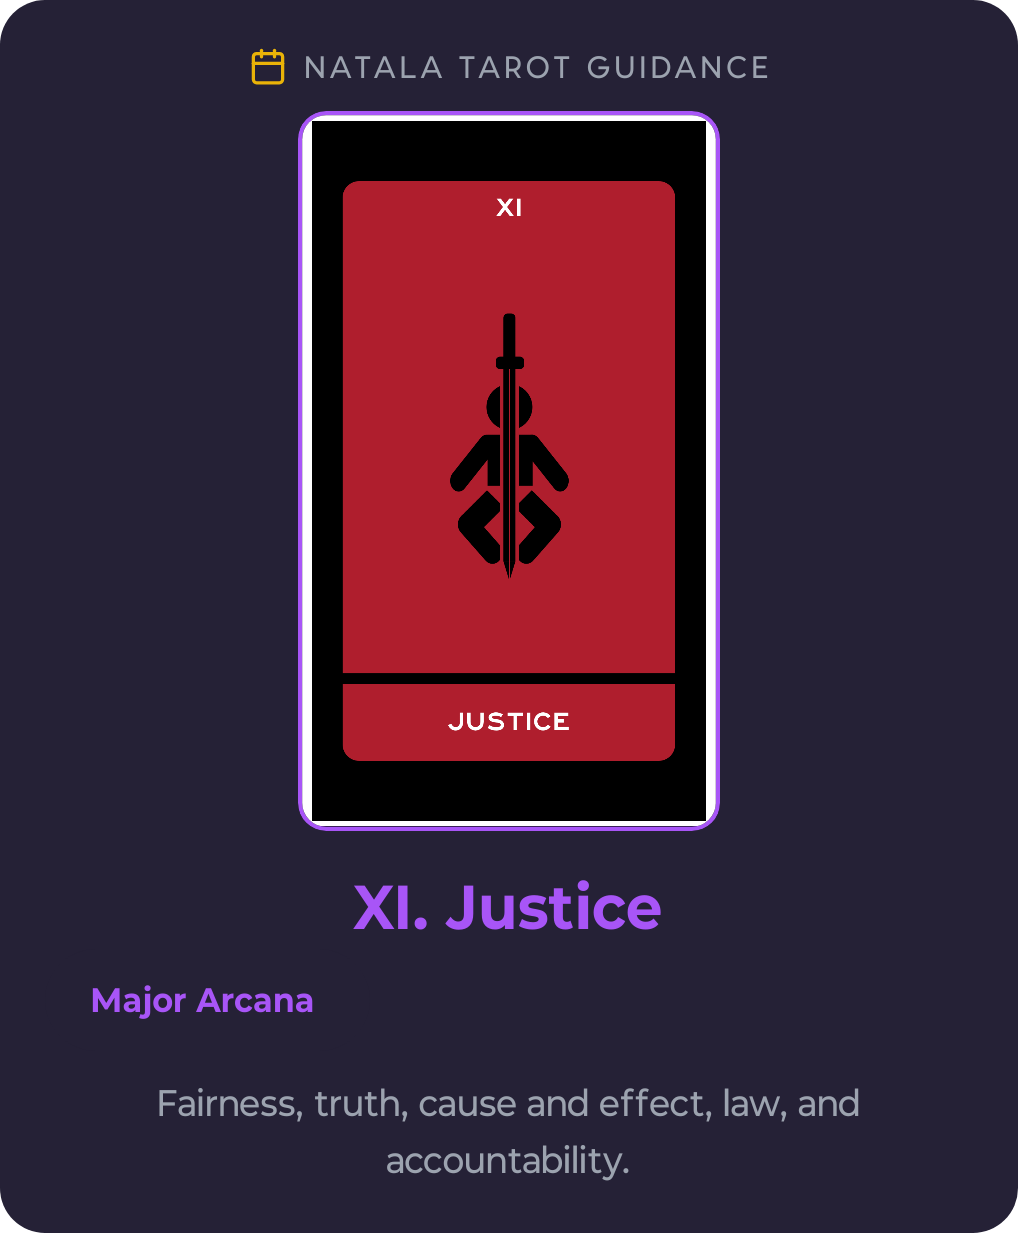 NATALA TAROT GUIDANCE
XI
JUSTICE
XI. Justice
Major Arcana
Fairness, truth, cause and effect, law, and
accountability.